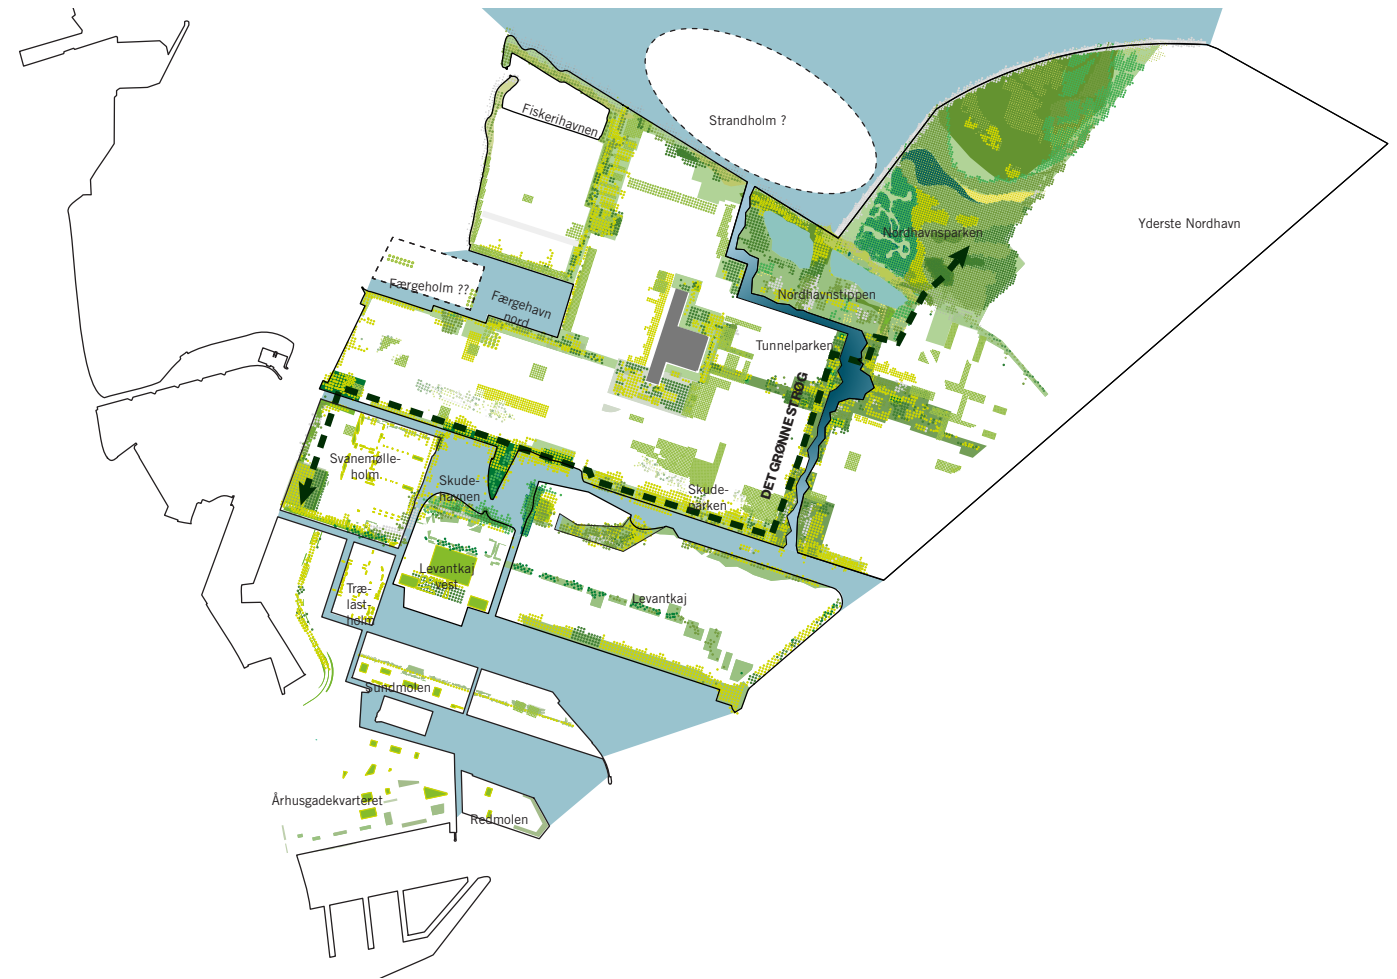 Fiskerihavnen
Strandholm ?
Yderste Nordhavn
Nordhavnsparken
Færgeholm ??
Færgehavn
nord
Nordhavnstippen
Tunnelparken
DET GRØNNE STRØG
Svanemølle-
holm
Skude-
havnen
Skude-
parken
Levantkaj
vest
Træ-
last-
holm
Levantkaj
Sundmolen
Århusgadekvarteret
Redmolen